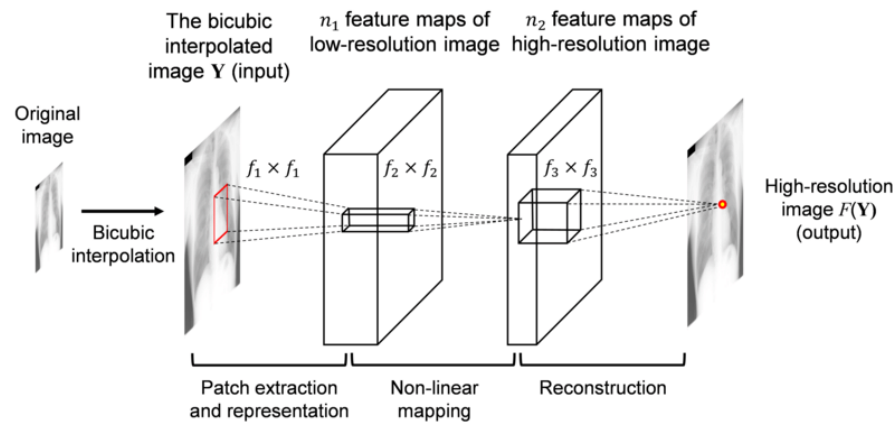 The bicubic
interpolated
image Y (input)
n₁ feature maps of
low-resolution image
n₂ feature maps of
high-resolution image
Original
image
f₁ × f₁
f₂ × f₂
f₃ × f₃
Bicubic
interpolation
High-resolution
image F(Y)
(output)
Patch extraction
and representation
Non-linear
mapping
Reconstruction